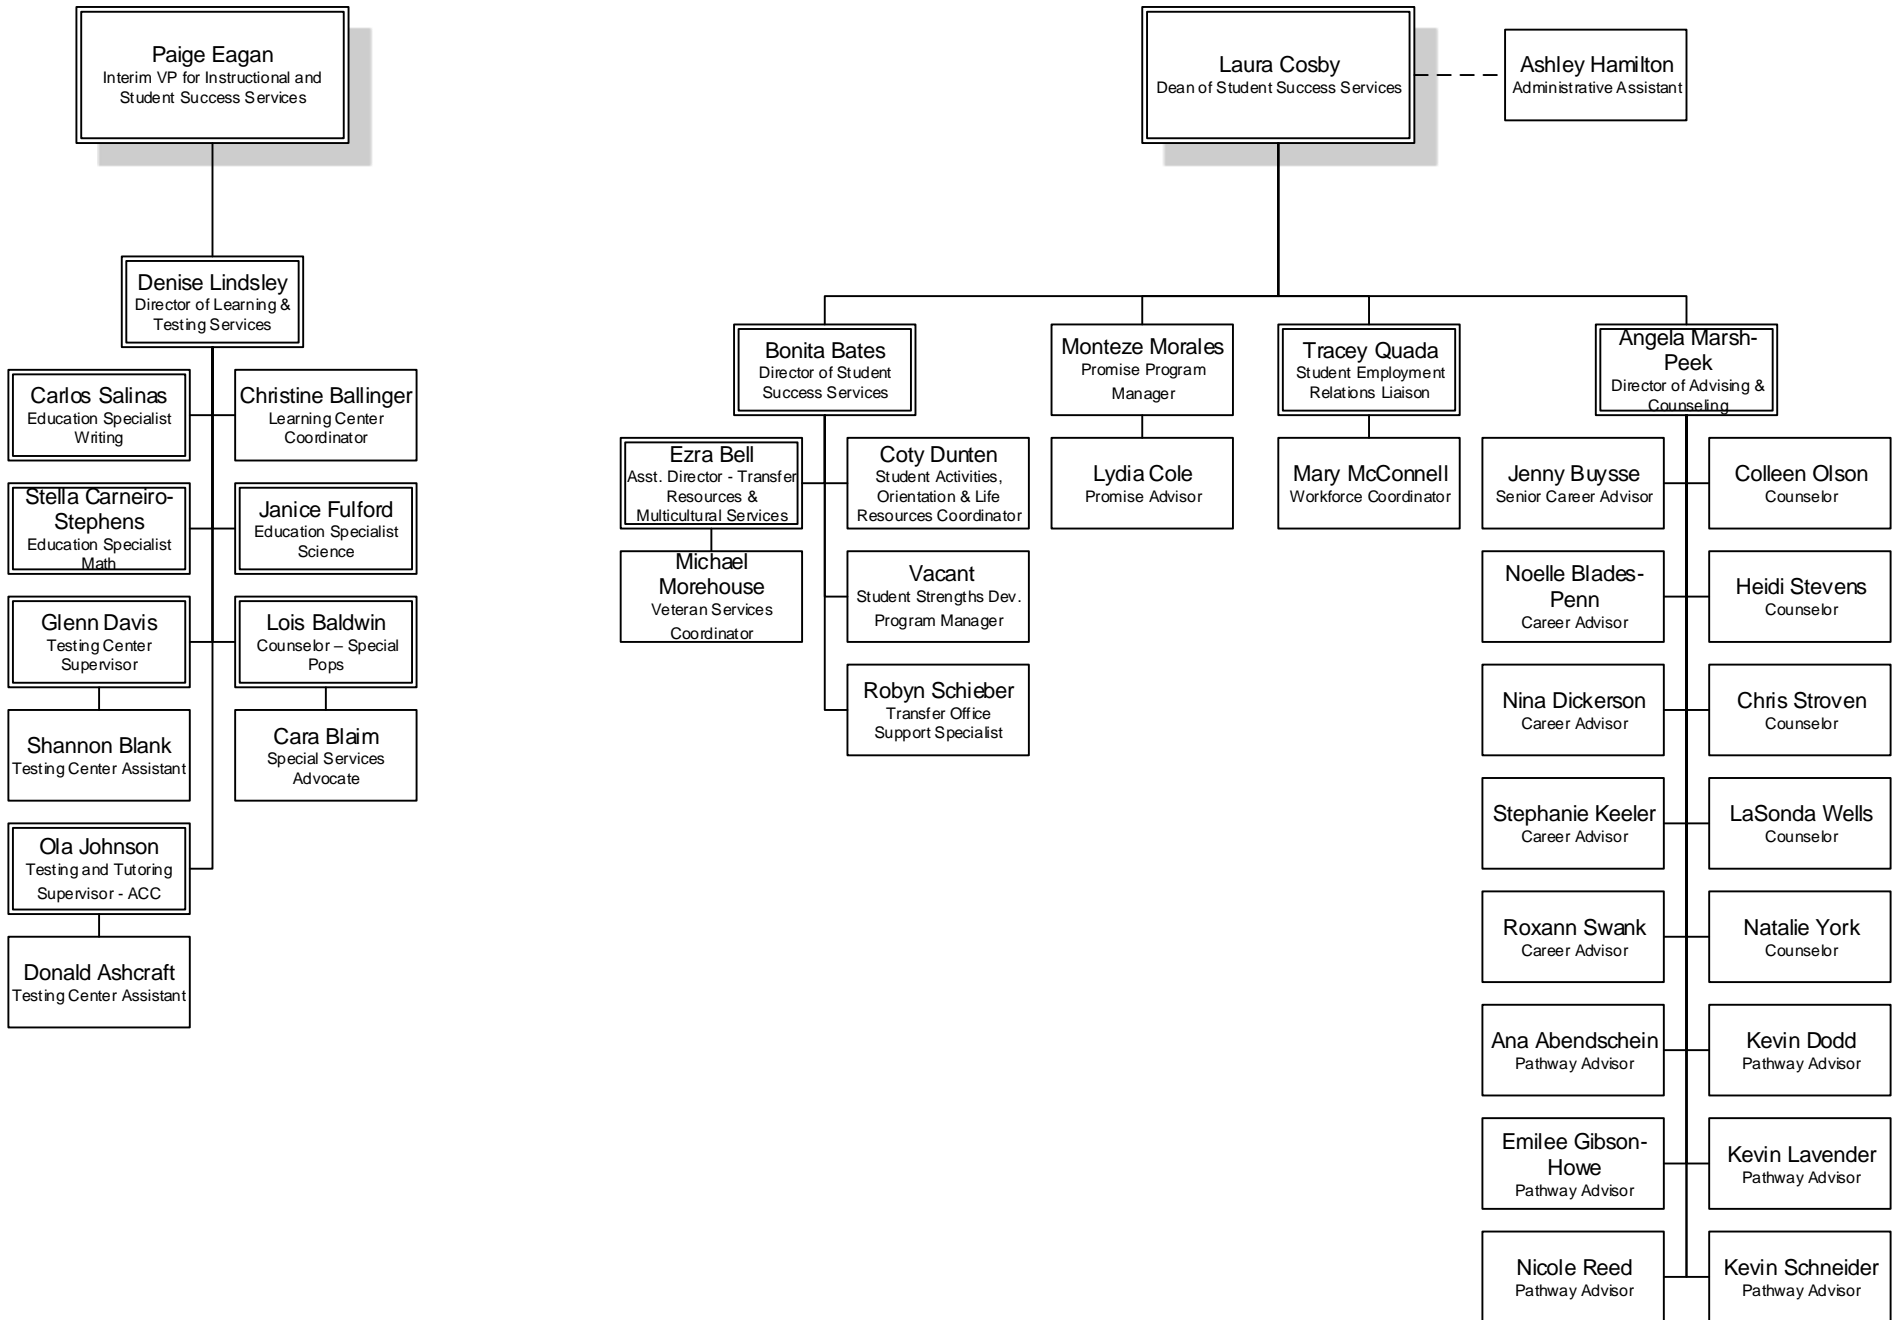 Paige Eagan
Interim VP for Instructional and
Student Success Services
Laura Cosby
Dean of Student Success Services
Ashley Hamilton
Administrative Assistant
Denise Lindsley
Director of Learning &
Testing Services
Carlos Salinas
Education Specialist
Writing
Christine Ballinger
Learning Center
Coordinator
Stella Carneiro-
Stephens
Education Specialist
Math
Janice Fulford
Education Specialist
Science
Glenn Davis
Testing Center
Supervisor
Lois Baldwin
Counselor – Special
Pops
Shannon Blank
Testing Center Assistant
Cara Blaim
Special Services
Advocate
Ola Johnson
Testing and Tutoring
Supervisor - ACC
Donald Ashcraft
Testing Center Assistant
Bonita Bates
Director of Student
Success Services
Monteze Morales
Promise Program
Manager
Tracey Quada
Student Employment
Relations Liaison
Angela Marsh-
Peek
Director of Advising &
Counseling
Ezra Bell
Asst. Director - Transfer
Resources &
Multicultural Services
Coty Dunten
Student Activities,
Orientation & Life
Resources Coordinator
Michael
Morehouse
Veteran Services
Coordinator
Vacant
Student Strengths Dev.
Program Manager
Robyn Schieber
Transfer Office
Support Specialist
Lydia Cole
Promise Advisor
Mary McConnell
Workforce Coordinator
Jenny Buysse
Senior Career Advisor
Colleen Olson
Counselor
Noelle Blades-
Penn
Career Advisor
Heidi Stevens
Counselor
Nina Dickerson
Career Advisor
Chris Stroven
Counselor
Stephanie Keeler
Career Advisor
LaSonda Wells
Counselor
Roxann Swank
Career Advisor
Natalie York
Counselor
Ana Abendschein
Pathway Advisor
Kevin Dodd
Pathway Advisor
Emilee Gibson-
Howe
Pathway Advisor
Kevin Lavender
Pathway Advisor
Nicole Reed
Pathway Advisor
Kevin Schneider
Pathway Advisor